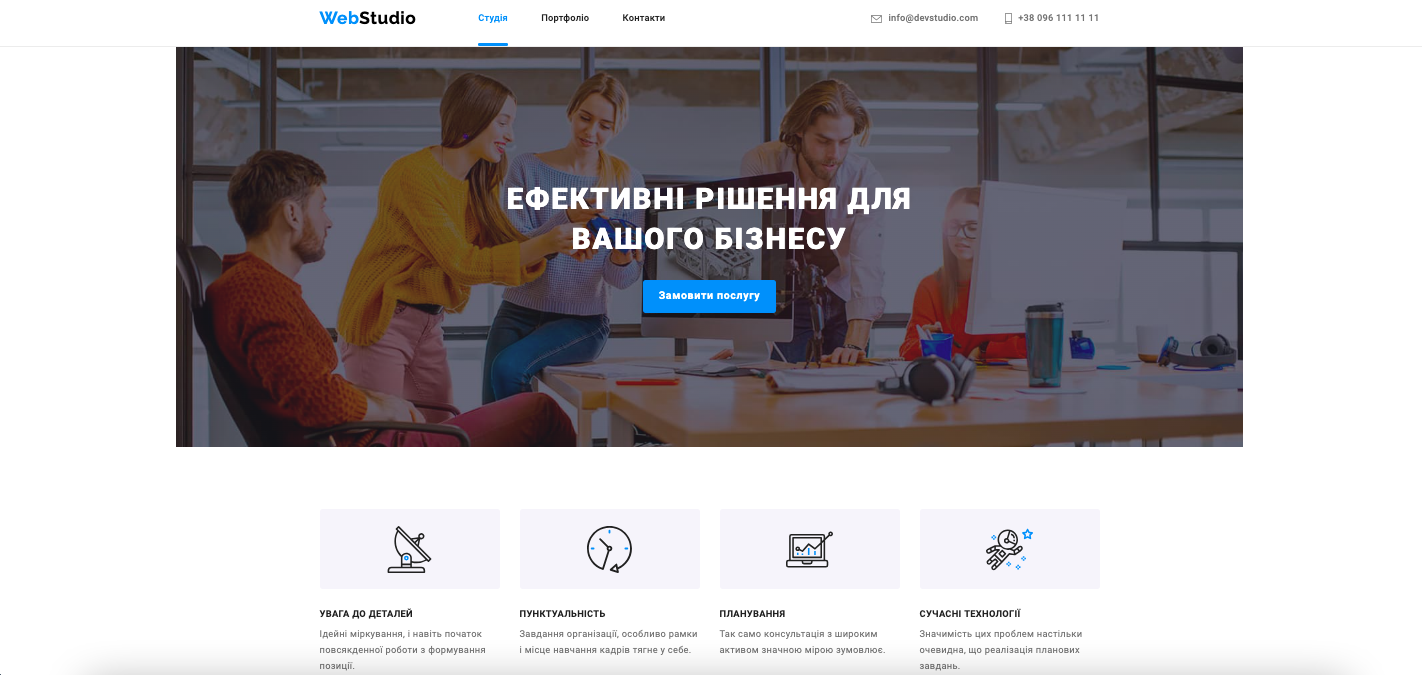 WebStudio
Студія
Портфоліо
Контакти
info@devstudio.com
+38 096 111 11 11
ЕФЕКТИВНІ РІШЕННЯ ДЛЯ
ВАШОГО БІЗНЕСУ
Замовити послугу
УВАГА ДО ДЕТАЛЕЙ
Ідейні міркування, і навіть початок
повсякденної роботи з формування
позиції.
ПУНКТУАЛЬНІСТЬ
Завдання організації, особливо рамки
і місце навчання кадрів тягне у себе.
ПЛАНУВАННЯ
Так само консультація з широким
активом значною мірою зумовлює.
СУЧАСНІ ТЕХНОЛОГІЇ
Значимість цих проблем настільки
очевидна, що реалізація планових
завдань.